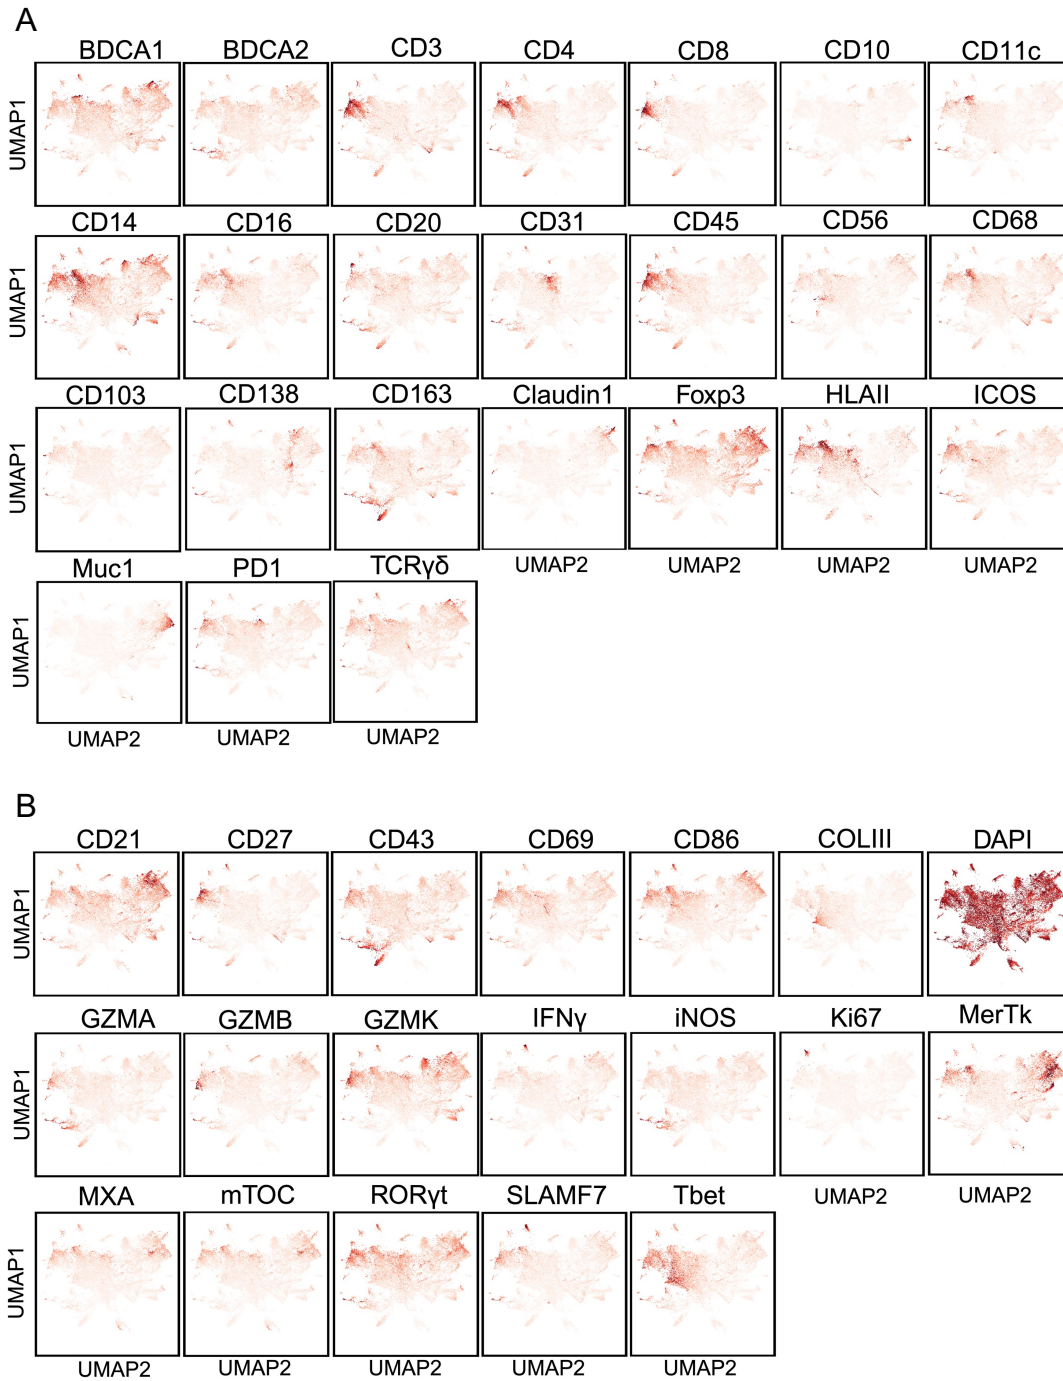 A
BDCA1 BDCA2 CD3 CD4 CD8 CD10 CD11c
UMAP1
CD14 CD16 CD20 CD31 CD45 CD56 CD68
UMAP1
CD103 CD138 CD163 Claudin1 Foxp3 HLAII ICOS
UMAP1
UMAP2 UMAP2 UMAP2 UMAP2
Muc1 PD1 TCRγδ
UMAP1
UMAP2 UMAP2 UMAP2
B
CD21 CD27 CD43 CD69 CD86 COLIII DAPI
UMAP1
GZMA GZMB GZMK IFNγ iNOS Ki67 MerTk
UMAP1
UMAP2 UMAP2
MXA mTOC RORγt SLAMF7 Tbet
UMAP1
UMAP2 UMAP2 UMAP2 UMAP2 UMAP2